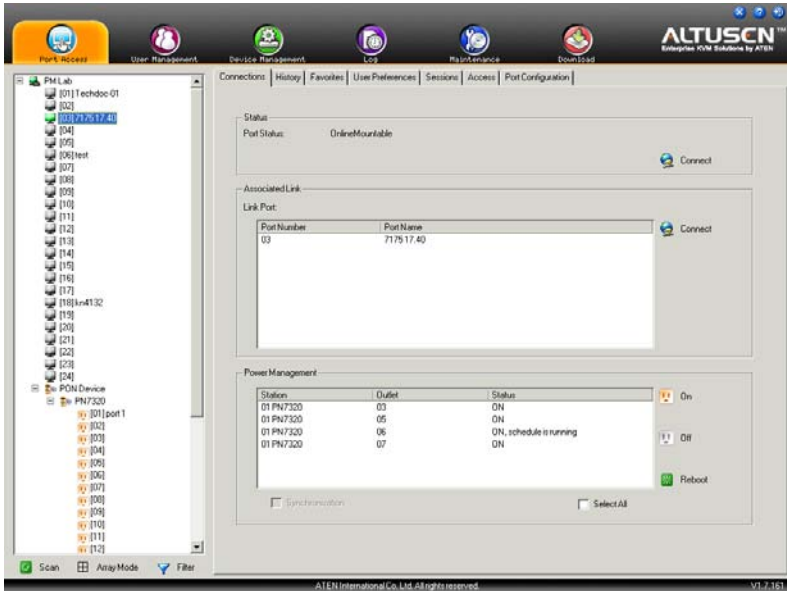 ALTUSEN™
Enterprise KVM Solutions by ATEN
Port Access
User Management
Device Management
Log
Maintenance
Download
PM Lab
[01]Techdoc-01
[02]
[03]7175 17.40
[04]
[05]
[06]test
[07]
[08]
[09]
[10]
[11]
[12]
[13]
[14]
[15]
[16]
[17]
[18]kn4132
[19]
[20]
[21]
[22]
[23]
[24]
PON Device
PN7320
[01]port 1
[02]
[03]
[04]
[05]
[06]
[07]
[08]
[09]
[10]
[11]
[12]
Scan Array Mode Filter
Connections History Favorites User Preferences Sessions Access Port Configuration
Status
Port Status: OnlineMountable
Connect
Associated Link
Link Port:
Port Number Port Name
03 7175 17.40
Connect
Power Management
Station Outlet Status
01 PN7320 03 ON
01 PN7320 05 ON
01 PN7320 06 ON, schedule is running
01 PN7320 07 ON
On
Off
Reboot
Synchronization
Select All
ATEN International Co. Ltd. All rights reserved.
V1.7.161